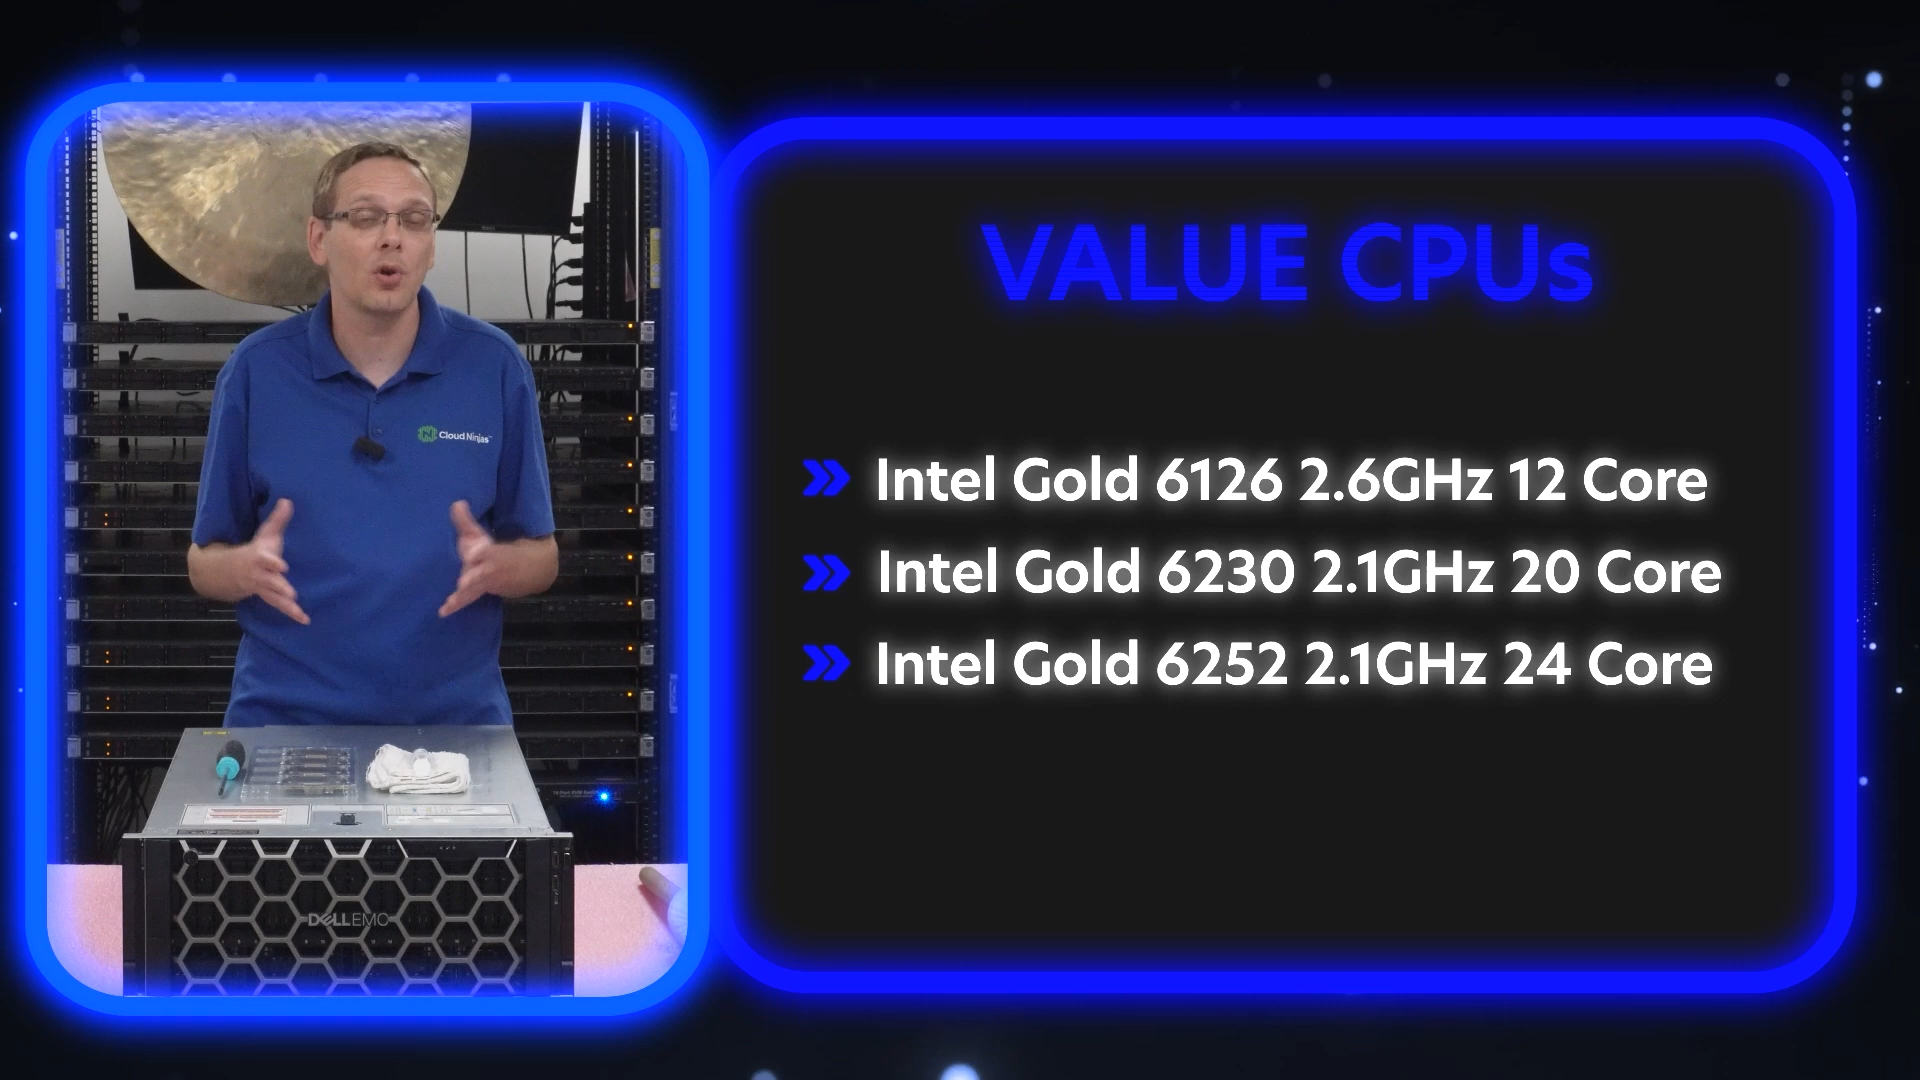 VALUE CPUs
Cloud Ninjas
Intel Gold 6126 2.6GHz 12 Core
Intel Gold 6230 2.1GHz 20 Core
Intel Gold 6252 2.1GHz 24 Core
DELLEMC